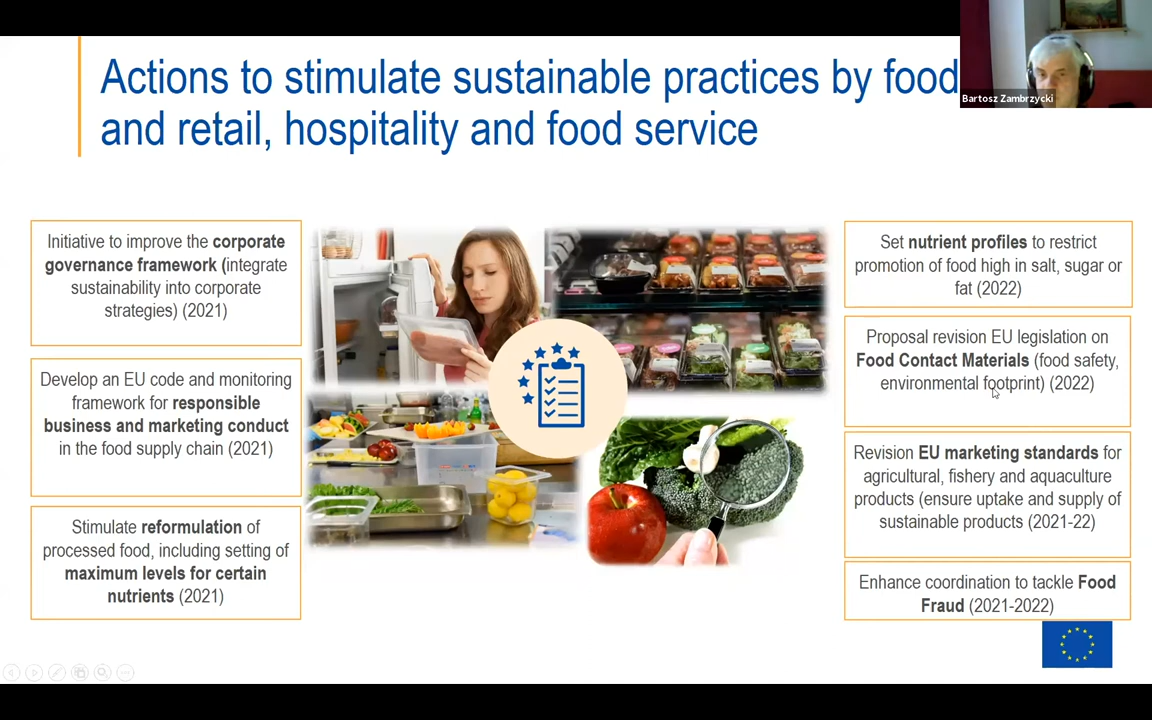 Actions to stimulate sustainable practices by food
and retail, hospitality and food service
Bartosz Zambrzycki
Initiative to improve the corporate
governance framework (integrate
sustainability into corporate
strategies) (2021)
Develop an EU code and monitoring
framework for responsible
business and marketing conduct
in the food supply chain (2021)
Stimulate reformulation of
processed food, including setting of
maximum levels for certain
nutrients (2021)
Set nutrient profiles to restrict
promotion of food high in salt, sugar or
fat (2022)
Proposal revision EU legislation on
Food Contact Materials (food safety,
environmental footprint) (2022)
Revision EU marketing standards for
agricultural, fishery and aquaculture
products (ensure uptake and supply of
sustainable products (2021-22)
Enhance coordination to tackle Food
Fraud (2021-2022)